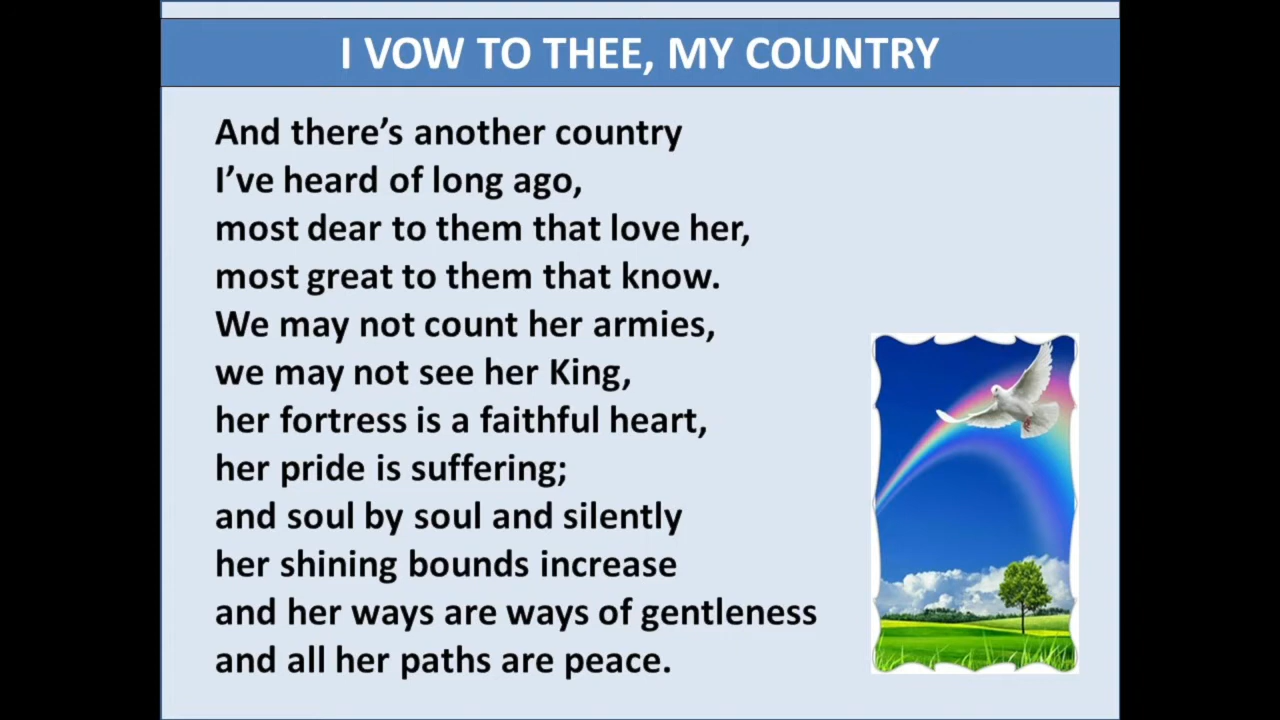 I VOW TO THEE, MY COUNTRY
And there’s another country
I’ve heard of long ago,
most dear to them that love her,
most great to them that know.
We may not count her armies,
we may not see her King,
her fortress is a faithful heart,
her pride is suffering;
and soul by soul and silently
her shining bounds increase
and her ways are ways of gentleness
and all her paths are peace.